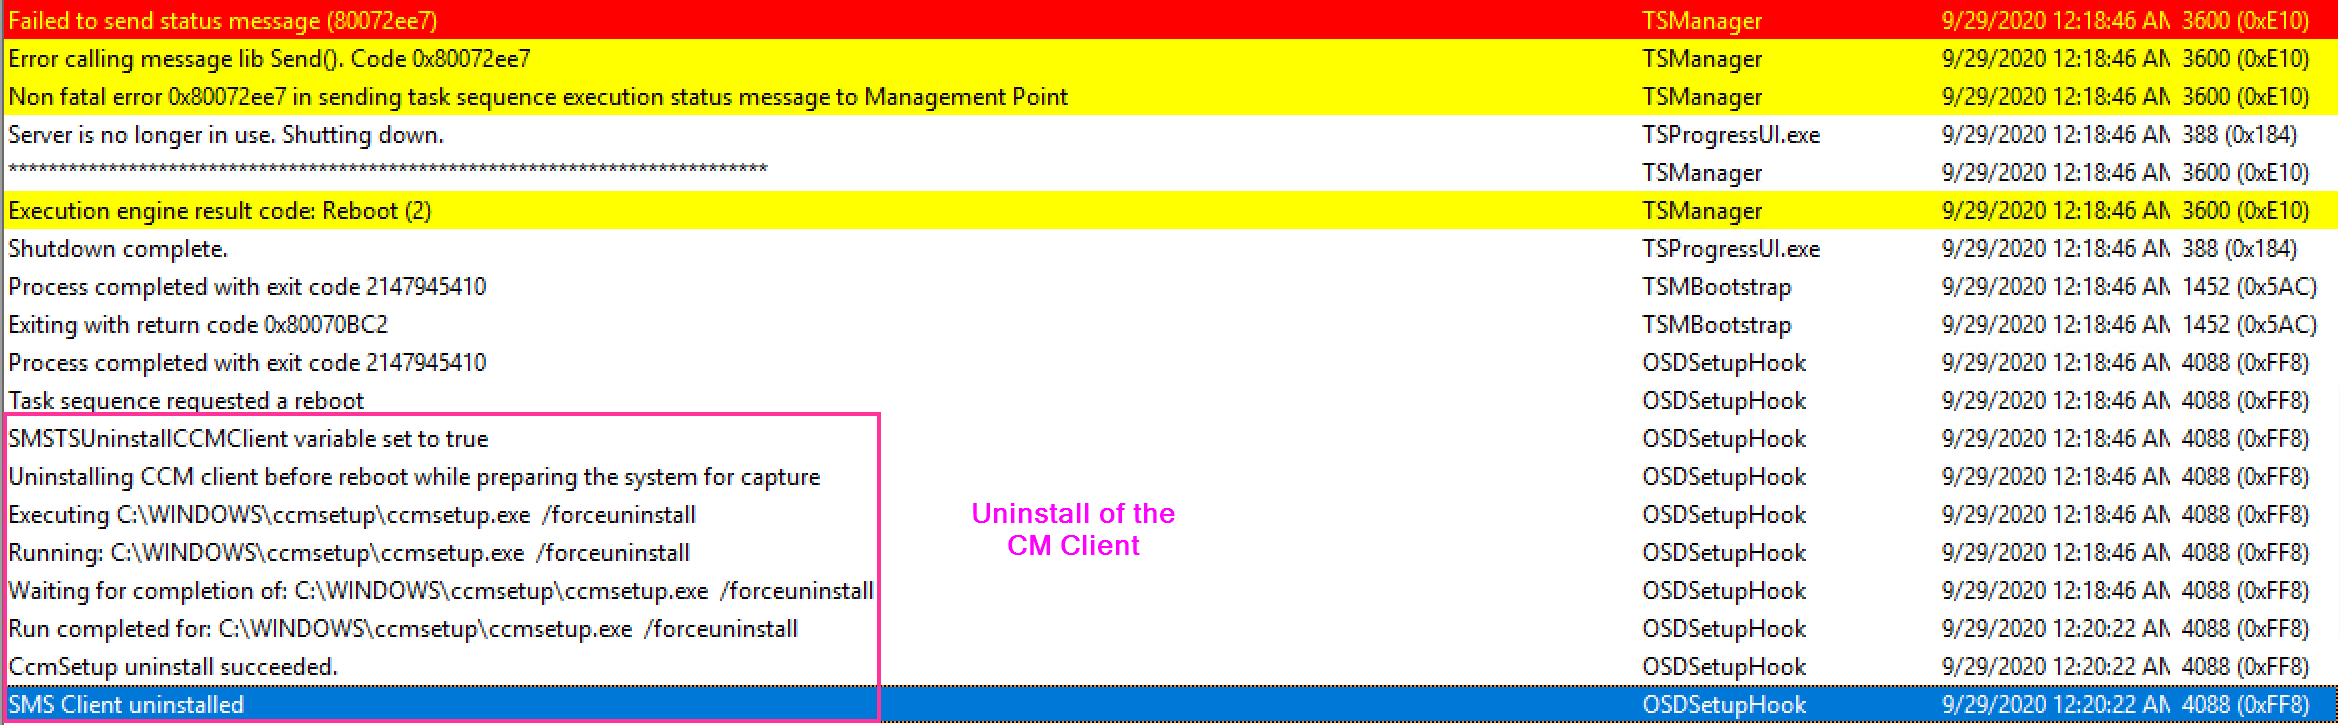 Failed to send status message (80072ee7) TSManager 9/29/2020 12:18:46 AM 3600 (0xE10)
Error calling message lib Send(). Code 0x80072ee7 TSManager 9/29/2020 12:18:46 AM 3600 (0xE10)
Non fatal error 0x80072ee7 in sending task sequence execution status message to Management Point TSManager 9/29/2020 12:18:46 AM 3600 (0xE10)
Server is no longer in use. Shutting down. TSProgressUI.exe 9/29/2020 12:18:46 AM 388 (0x184)
**************************************************************************** TSManager 9/29/2020 12:18:46 AM 3600 (0xE10)
Execution engine result code: Reboot (2) TSManager 9/29/2020 12:18:46 AM 3600 (0xE10)
Shutdown complete. TSProgressUI.exe 9/29/2020 12:18:46 AM 388 (0x184)
Process completed with exit code 2147945410 TSMBootstrap 9/29/2020 12:18:46 AM 1452 (0x5AC)
Exiting with return code 0x80070BC2 TSMBootstrap 9/29/2020 12:18:46 AM 1452 (0x5AC)
Process completed with exit code 2147945410 OSDSetupHook 9/29/2020 12:18:46 AM 4088 (0xFF8)
Task sequence requested a reboot OSDSetupHook 9/29/2020 12:18:46 AM 4088 (0xFF8)
SMSTSUninstallCCMClient variable set to true OSDSetupHook 9/29/2020 12:18:46 AM 4088 (0xFF8)
Uninstalling CCM client before reboot while preparing the system for capture OSDSetupHook 9/29/2020 12:18:46 AM 4088 (0xFF8)
Executing C:\WINDOWS\ccmsetup\ccmsetup.exe /forceuninstall OSDSetupHook 9/29/2020 12:18:46 AM 4088 (0xFF8)
Uninstall of the
CM Client
Running: C:\WINDOWS\ccmsetup\ccmsetup.exe /forceuninstall OSDSetupHook 9/29/2020 12:18:46 AM 4088 (0xFF8)
Waiting for completion of: C:\WINDOWS\ccmsetup\ccmsetup.exe /forceuninstall OSDSetupHook 9/29/2020 12:18:46 AM 4088 (0xFF8)
Run completed for: C:\WINDOWS\ccmsetup\ccmsetup.exe /forceuninstall OSDSetupHook 9/29/2020 12:20:22 AM 4088 (0xFF8)
CcmSetup uninstall succeeded. OSDSetupHook 9/29/2020 12:20:22 AM 4088 (0xFF8)
SMS Client uninstalled OSDSetupHook 9/29/2020 12:20:22 AM 4088 (0xFF8)